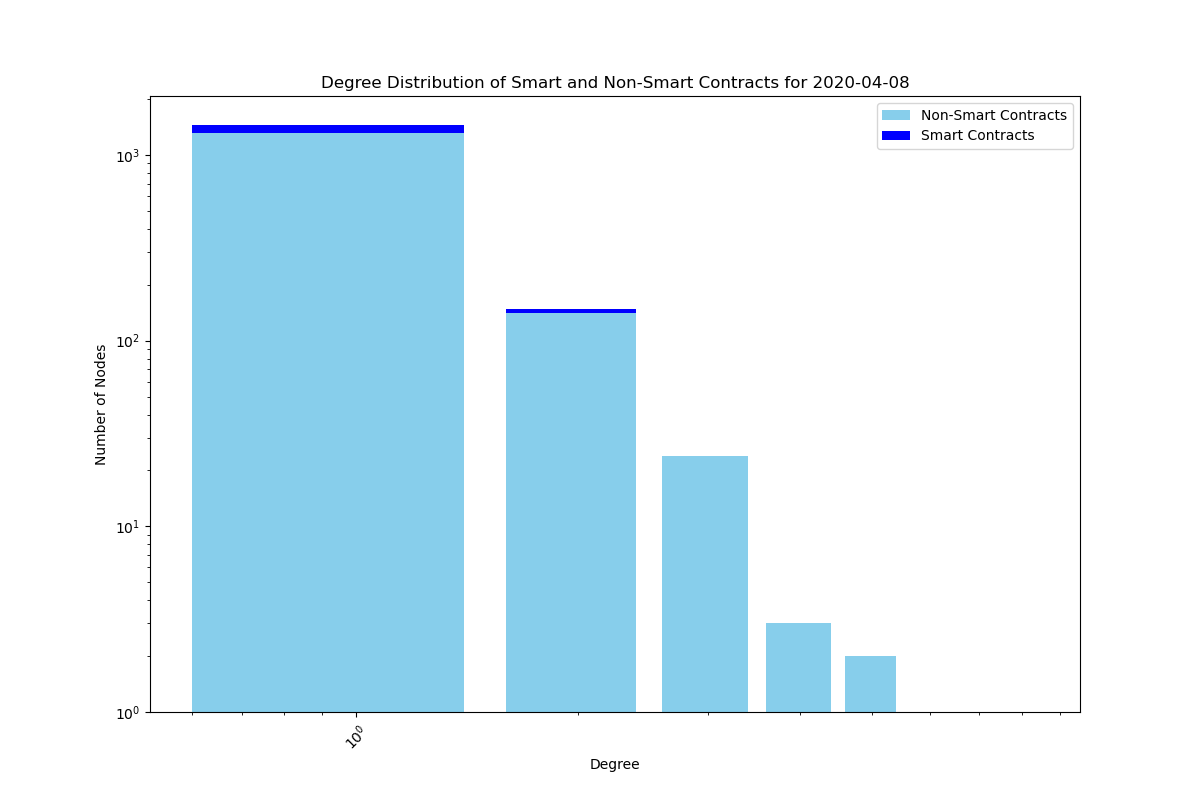 Degree Distribution of Smart and Non-Smart Contracts for 2020-04-08
Non-Smart Contracts
Smart Contracts
10³
10²
10¹
10⁰
Number of Nodes
10⁰
Degree